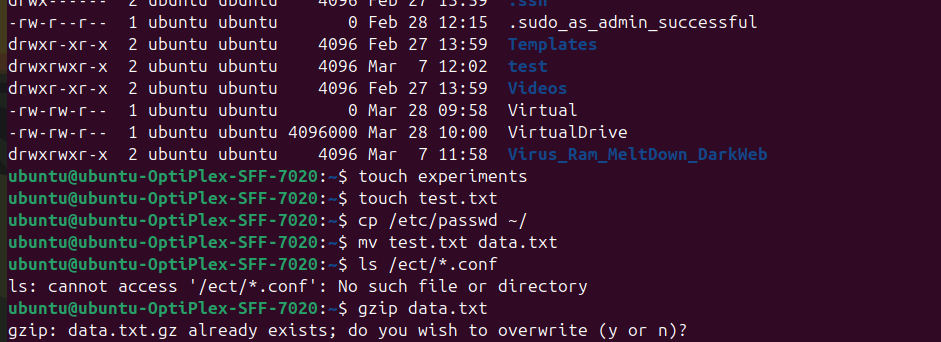 drwx------ 2 ubuntu ubuntu    4096 Feb 27 13:59  .ssh
-rw-r--r-- 1 ubuntu ubuntu       0 Feb 28 12:15  .sudo_as_admin_successful
drwxr-xr-x 2 ubuntu ubuntu    4096 Feb 27 13:59  Templates
drwxrwxr-x 2 ubuntu ubuntu    4096 Mar  7 12:02  test
drwxr-xr-x 2 ubuntu ubuntu    4096 Feb 27 13:59  Videos
-rw-rw-r-- 1 ubuntu ubuntu       0 Mar 28 09:58  Virtual
-rw-rw-r-- 1 ubuntu ubuntu 4096000 Mar 28 10:00  VirtualDrive
drwxrwxr-x 2 ubuntu ubuntu    4096 Mar  7 11:58  Virus_Ram_MeltDown_DarkWeb
ubuntu@ubuntu-OptiPlex-SFF-7020:~$ touch experiments
ubuntu@ubuntu-OptiPlex-SFF-7020:~$ touch test.txt
ubuntu@ubuntu-OptiPlex-SFF-7020:~$ cp /etc/passwd ~/
ubuntu@ubuntu-OptiPlex-SFF-7020:~$ mv test.txt data.txt
ubuntu@ubuntu-OptiPlex-SFF-7020:~$ ls /ect/*.conf
ls: cannot access '/ect/*.conf': No such file or directory
ubuntu@ubuntu-OptiPlex-SFF-7020:~$ gzip data.txt
gzip: data.txt.gz already exists; do you wish to overwrite (y or n)?